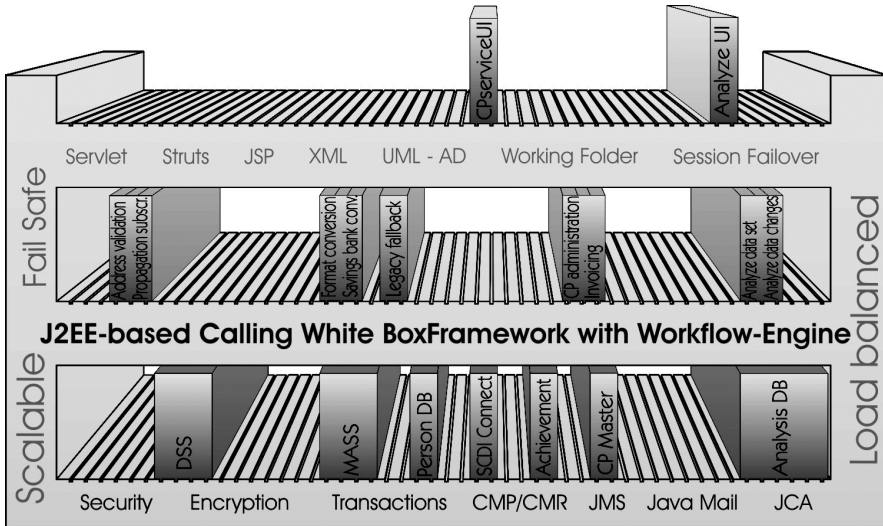 CPserviceUI
Analyze UI
Servlet Struts JSP XML UML - AD Working Folder Session Failover
Fail Safe
Address validation
Propagation subscr.
Format conversion
Savings bank conv.
Legacy fallback
CP administration
Invoicing
Analyze data set
Analyze data changes
Load balanced
J2EE-based Calling White BoxFramework with Workflow-Engine
Scalable
DSS
MASS
Person DB
SCDI Connect
Achievement
CP Master
Analysis DB
Security Encryption Transactions CMP/CMR JMS Java Mail JCA